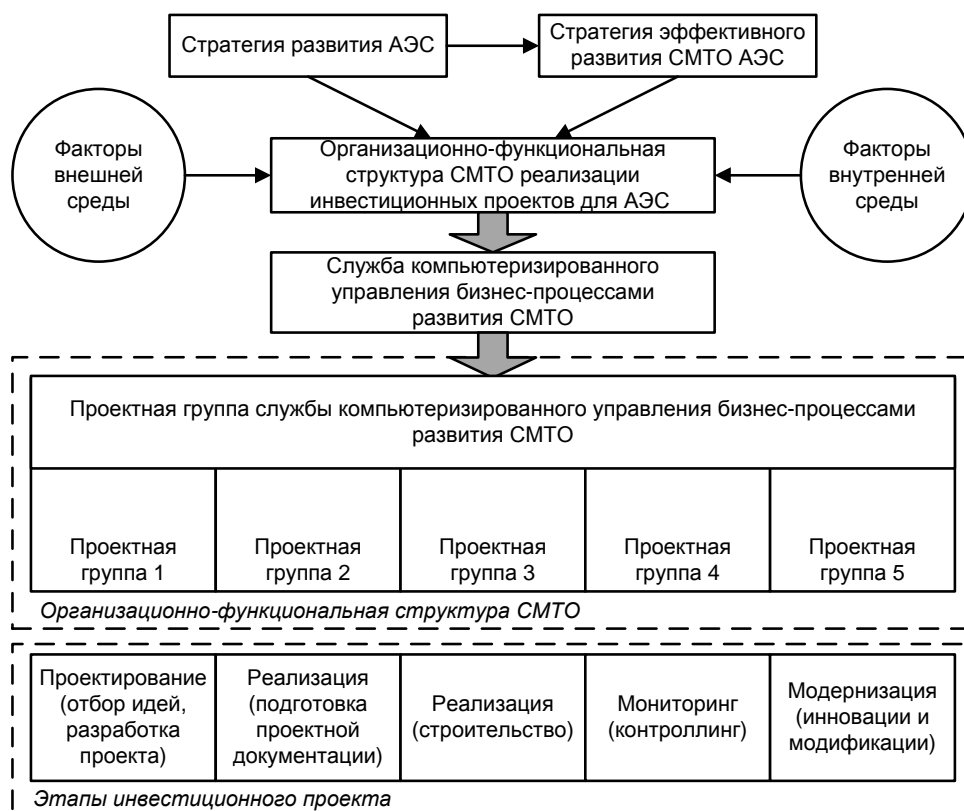 Стратегия развития АЭС
Стратегия эффективного
развития СМТО АЭС
Факторы
внешней
среды
Организационно-функциональная
структура СМТО реализации
инвестиционных проектов для АЭС
Факторы
внутренней
среды
Служба компьютеризированного
управления бизнес-процессами
развития СМТО
Проектная группа службы компьютеризированного управления бизнес-процессами
развития СМТО
Проектная
группа 1
Проектная
группа 2
Проектная
группа 3
Проектная
группа 4
Проектная
группа 5
Организационно-функциональная структура СМТО
Проектирование
(отбор идей,
разработка
проекта)
Реализация
(подготовка
проектной
документации)
Реализация
(строительство)
Мониторинг
(контроллинг)
Модернизация
(инновации и
модификации)
Этапы инвестиционного проекта